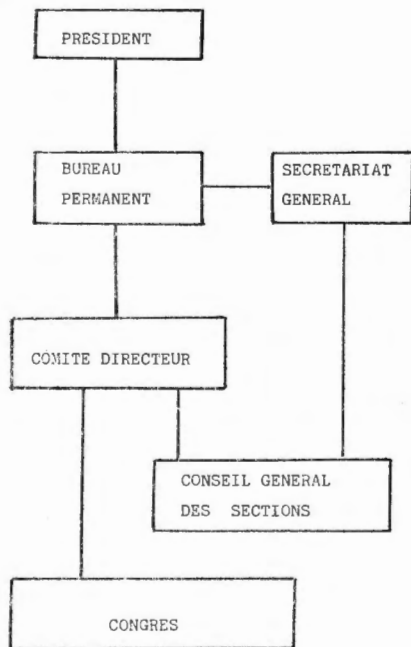 PRESIDENT
BUREAU
PERMANENT
SECRETARIAT
GENERAL
COMITE DIRECTEUR
CONSEIL GENERAL
DES SECTIONS
CONGRES